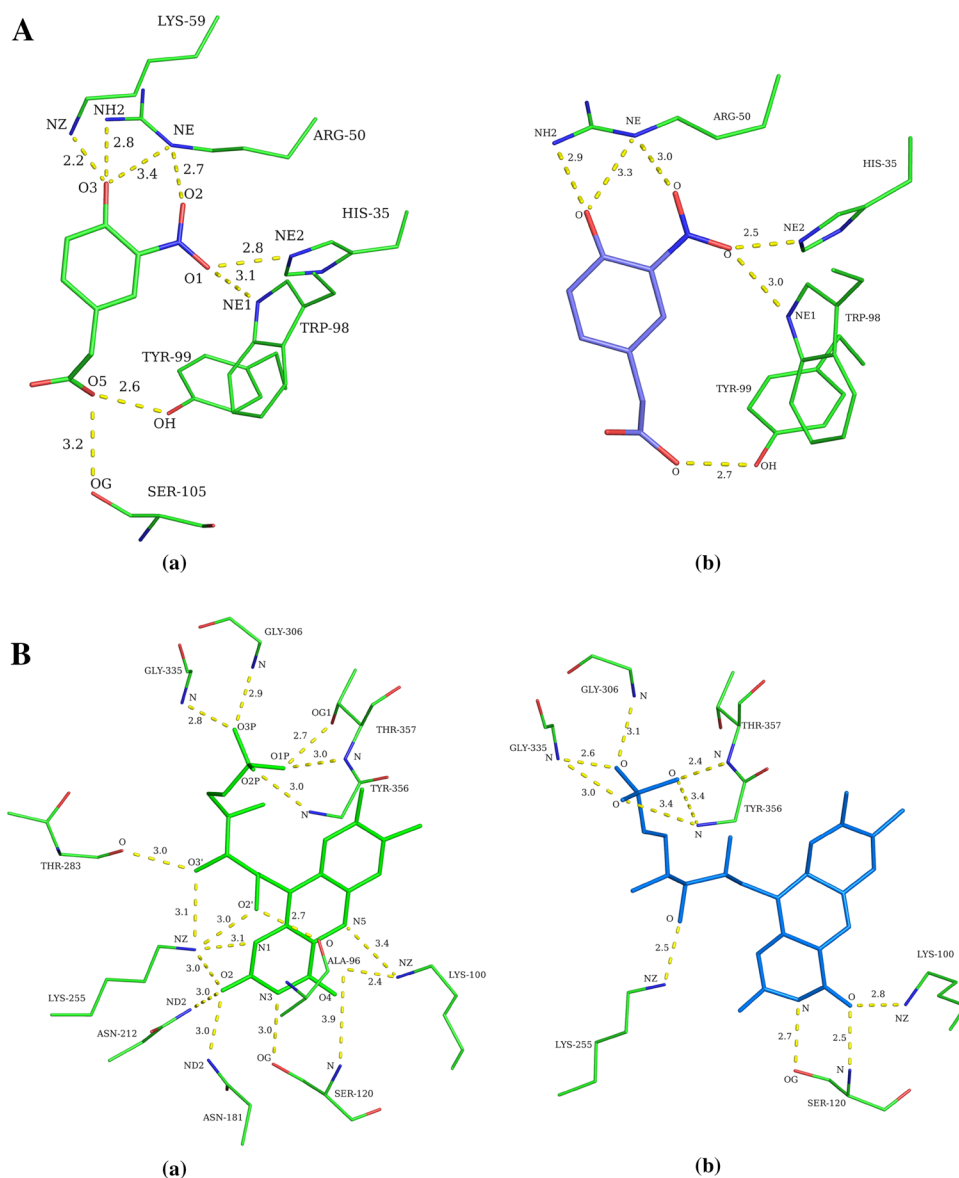 A
LYS-59
NH2
NZ
NE
ARG-50
2.8
2.2
2.7
3.4
O3
O2
HIS-35
NE2
2.8
O1
3.1
NE1
TRP-98
TYR-99
O5
2.6
OH
3.2
OG
SER-105
(a)
NE
ARG-50
NH2
2.9
3.0
3.3
HIS-35
O
O
2.5
NE2
O
3.0
NE1
TRP-98
TYR-99
O
OH
2.7
(b)
B
GLY-306
N
GLY-335
2.9
N
2.8
O3P
OG1
2.7
THR-357
O1P
3.0
N
O2P
3.0
TYR-356
N
O
3.0
THR-283
O3'
3.1
O2'
3.0
2.7
N5
NZ
3.1
N1
O
3.4
3.0
ALA-96
NZ
O2
2.4
LYS-100
LYS-255
3.0
N3
O4
ND2
ASN-212
3.0
3.0
3.9
ND2
OG
N
SER-120
ASN-181
(a)
GLY-306
N
THR-357
GLY-335
3.1
N
2.6
O
2.4
N
O
3.0
O
3.4
3.4
TYR-356
N
O
2.5
NZ
LYS-100
N
O
2.8
NZ
LYS-255
2.7
2.5
OG
N
SER-120
(b)